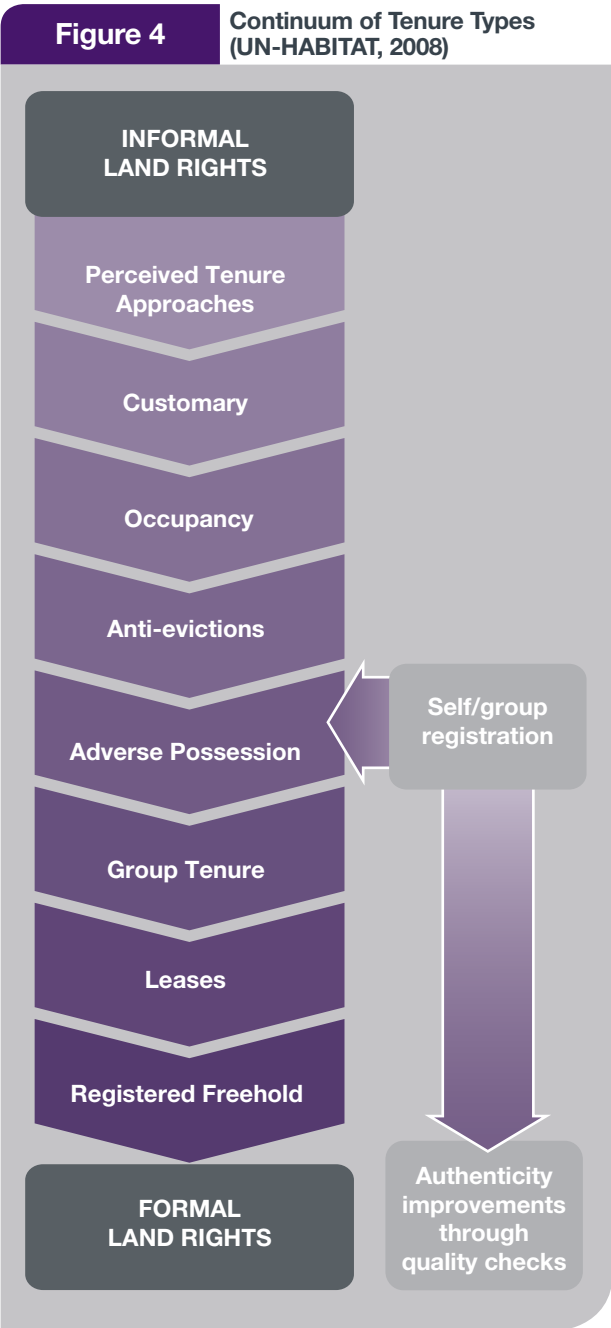 Figure 4
Continuum of Tenure Types
(UN-HABITAT, 2008)
INFORMAL
LAND RIGHTS
Perceived Tenure
Approaches
Customary
Occupancy
Anti-evictions
Adverse Possession
Group Tenure
Leases
Registered Freehold
FORMAL
LAND RIGHTS
Self/group
registration
Authenticity
improvements
through
quality checks